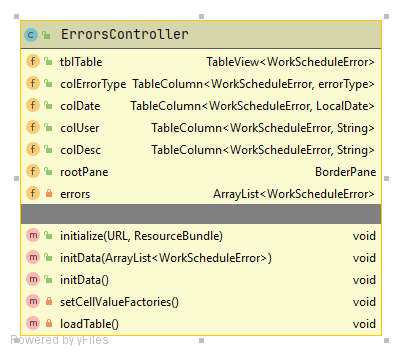 C ErrorsController
f tblTable TableView<WorkScheduleError>
f colErrorType TableColumn<WorkScheduleError, errorType>
f colDate TableColumn<WorkScheduleError, LocalDate>
f colUser TableColumn<WorkScheduleError, String>
f colDesc TableColumn<WorkScheduleError, String>
f rootPane BorderPane
f errors ArrayList<WorkScheduleError>
m initialize(URL, ResourceBundle) void
m initData(ArrayList<WorkScheduleError>) void
m initData() void
m setCellValueFactories() void
m loadTable() void
Powered by yFiles